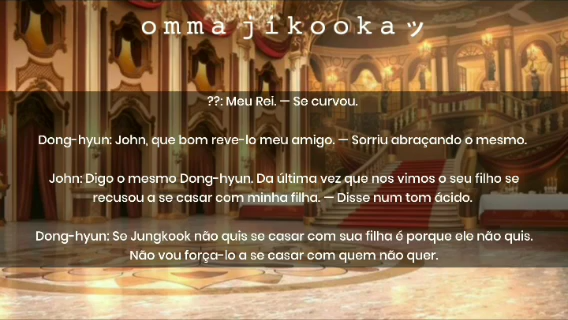 omma jikooka ッ
??: Meu Rei. — Se curvou.
Dong-hyun: John, que bom reve-lo meu amigo. — Sorriu abraçando o mesmo.
John: Digo o mesmo Dong-hyun. Da última vez que nos vimos o seu filho se
recusou a se casar com minha filha. — Disse num tom ácido.
Dong-hyun: Se Jungkook não quis se casar com sua filha é porque ele não quis.
Não vou força-lo a se casar com quem não quer.